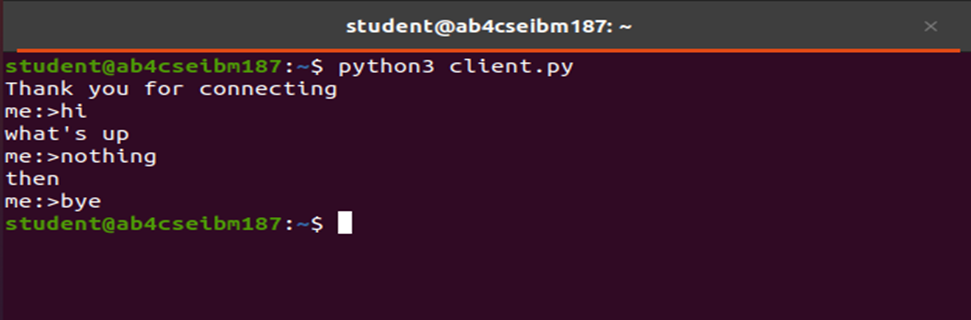 student@ab4cseibm187: ~
student@ab4cseibm187:~$ python3 client.py
Thank you for connecting
me:>hi
what's up
me:>nothing
then
me:>bye
student@ab4cseibm187:~$